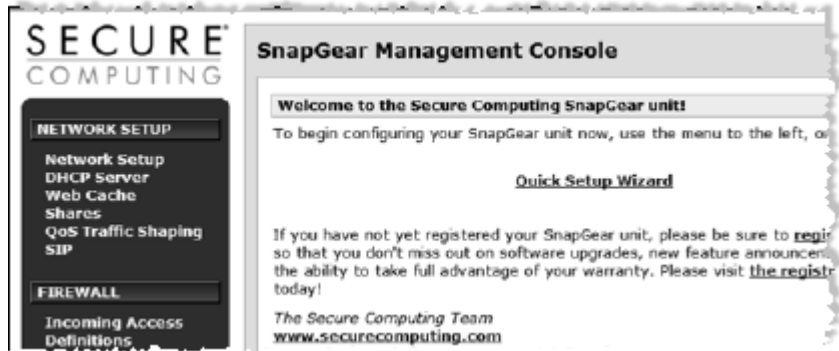 SECURE
COMPUTING
NETWORK SETUP
Network Setup
DHCP Server
Web Cache
Shares
QoS Traffic Shaping
SIP
FIREWALL
Incoming Access
Definitions
SnapGear Management Console
Welcome to the Secure Computing SnapGear unit!
To begin configuring your SnapGear unit now, use the menu to the left,
Quick Setup Wizard
If you have not yet registered your SnapGear unit, please be sure to
so that you don't miss out on software upgrades, new feature
the ability to take full advantage of your warranty. Please visit the
today!
The Secure Computing Team
www.securecomputing.com